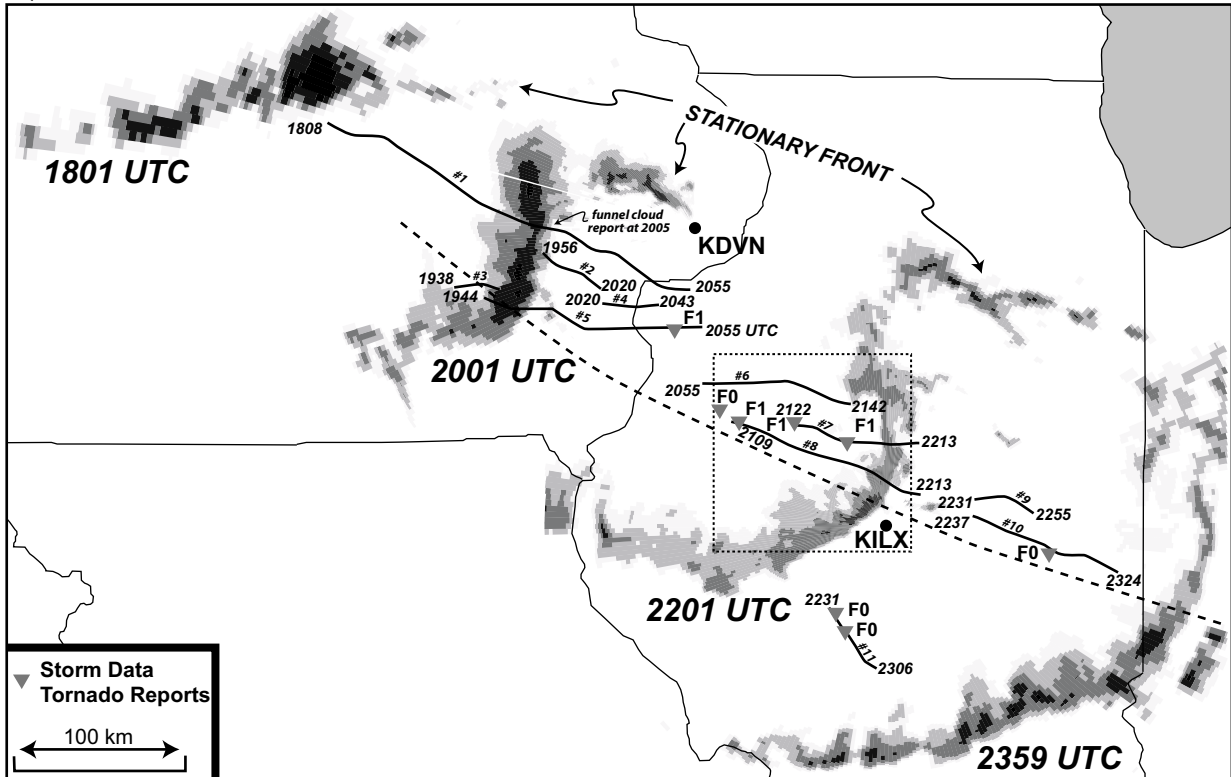 1801 UTC
1808
#1
STATIONARY FRONT
funnel cloud
report at 2005
KDVN
1956
#2
2020
1938
#3
1944
2020
#4
2043
2055
#5
F1
2055 UTC
2001 UTC
2055
#6
2142
F0
F1
2109
2122
F1
#7
F1
2213
#8
2213
2231
#9
2255
2237
#10
KILX
F0
2324
2201 UTC
2231
F0
F0
#11
2306
Storm Data
Tornado Reports
100 km
2359 UTC